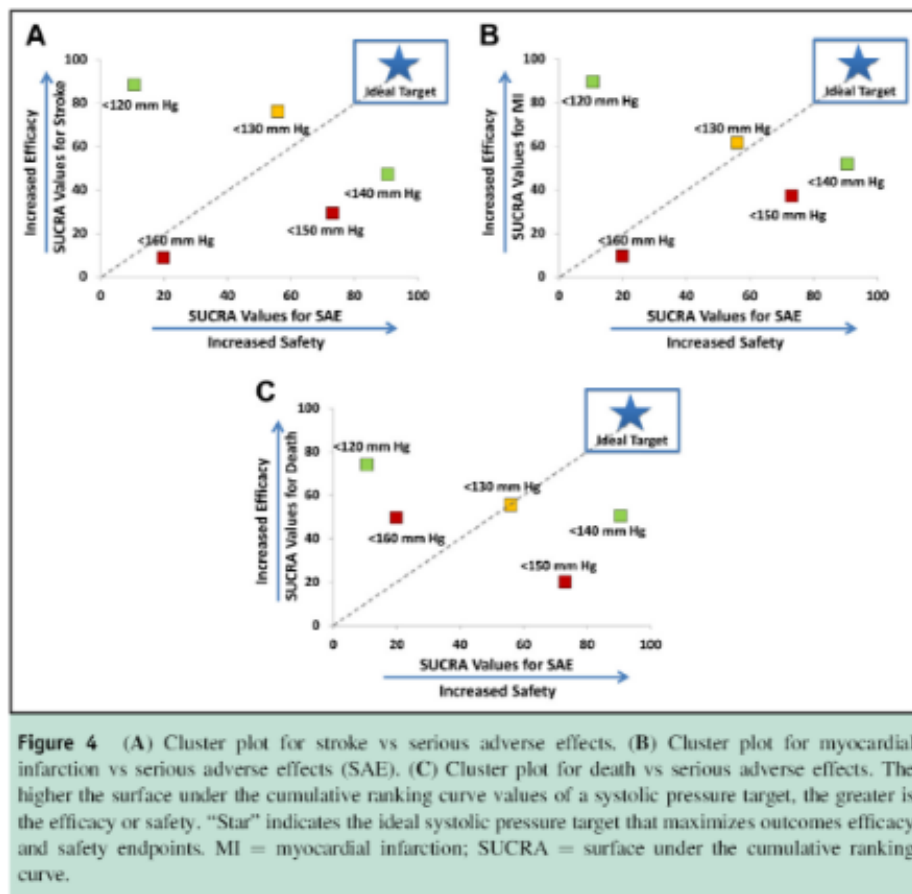 A
Increased Efficacy
SUCRA Values for Stroke
100
80
60
40
20
0
<120 mm Hg
<130 mm Hg
<140 mm Hg
<150 mm Hg
<160 mm Hg
Ideal Target
0 20 40 60 80 100
SUCRA Values for SAE
Increased Safety
B
Increased Efficacy
SUCRA Values for MI
100
80
60
40
20
0
<120 mm Hg
<130 mm Hg
<140 mm Hg
<150 mm Hg
<160 mm Hg
Ideal Target
0 20 40 60 80 100
SUCRA Values for SAE
Increased Safety
C
Increased Efficacy
SUCRA Values for Death
100
80
60
40
20
0
<120 mm Hg
<130 mm Hg
<160 mm Hg
<140 mm Hg
<150 mm Hg
Ideal Target
0 20 40 60 80 100
SUCRA Values for SAE
Increased Safety
Figure 4 (A) Cluster plot for stroke vs serious adverse effects. (B) Cluster plot for myocardial
infarction vs serious adverse effects (SAE). (C) Cluster plot for death vs serious adverse effects. The
higher the surface under the cumulative ranking curve values of a systolic pressure target, the greater is
the efficacy or safety. “Star” indicates the ideal systolic pressure target that maximizes outcomes efficacy
and safety endpoints. MI = myocardial infarction; SUCRA = surface under the cumulative ranking
curve.